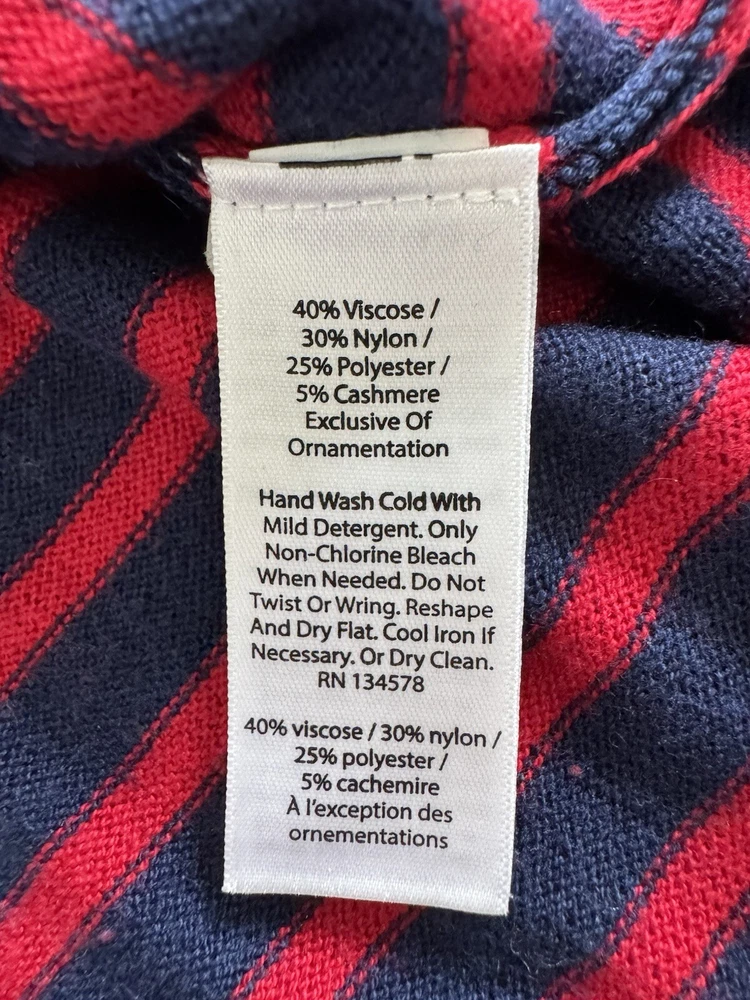 40% Viscose /
30% Nylon /
25% Polyester /
5% Cashmere
Exclusive Of
Ornamentation
Hand Wash Cold With
Mild Detergent. Only
Non-Chlorine Bleach
When Needed. Do Not
Twist Or Wring. Reshape
And Dry Flat. Cool Iron If
Necessary. Or Dry Clean.
RN 134578
40% viscose / 30% nylon /
25% polyester /
5% cachemire
À l'exception des
ornementations